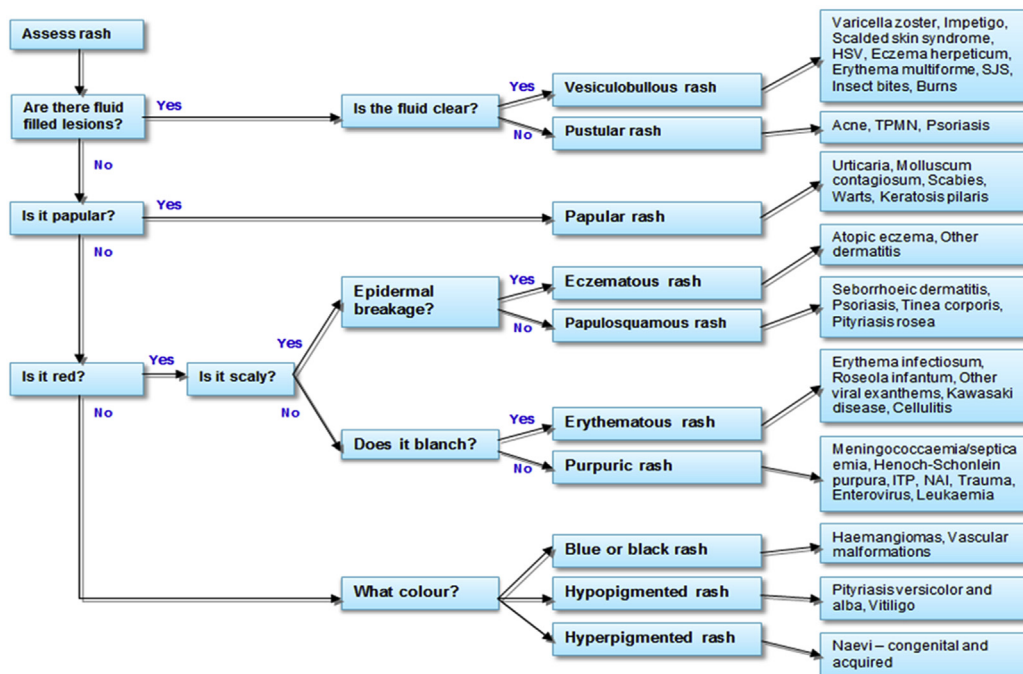 Assess rash
Are there fluid
filled lesions?
Yes
Is the fluid clear?
Yes
Vesiculobullous rash
Varicella zoster, Impetigo,
Scalded skin syndrome,
HSV, Eczema herpeticum,
Erythema multiforme, SJS,
Insect bites, Burns
No
Pustular rash
Acne, TPMN, Psoriasis
No
Is it papular?
Yes
Papular rash
Urticaria, Molluscum
contagiosum, Scabies,
Warts, Keratosis pilaris
No
Is it red?
Yes
Is it scaly?
Yes
Epidermal
breakage?
Yes
Eczematous rash
Atopic eczema, Other
dermatitis
No
Papulosquamous rash
Seborrhoeic dermatitis,
Psoriasis, Tinea corporis,
Pityriasis rosea
No
Does it blanch?
Yes
Erythematous rash
Erythema infectiosum,
Roseola infantum, Other
viral exanthems, Kawasaki
disease, Cellulitis
No
Purpuric rash
Meningococcaemia/septica
emia, Henoch-Schonlein
purpura, ITP, NAI, Trauma,
Enterovirus, Leukaemia
No
What colour?
Blue or black rash
Haemangiomas, Vascular
malformations
Hypopigmented rash
Pityriasis versicolor and
alba, Vitiligo
Hyperpigmented rash
Naevi – congenital and
acquired